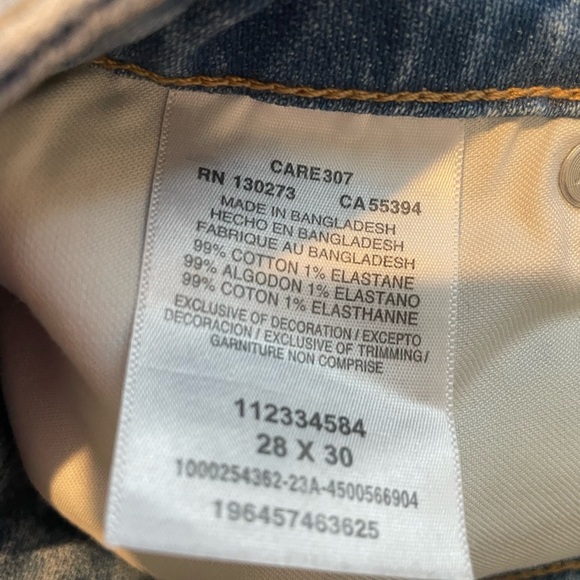 CARE307
RN 130273 CA 55394
MADE IN BANGLADESH
HECHO EN BANGLADESH
FABRIQUE AU BANGLADESH
99% COTTON 1% ELASTANE
99% ALGODON 1% ELASTANO
99% COTON 1% ELASTHANNE
EXCLUSIVE OF DECORATION / EXCEPTO
DECORACION / EXCLUSIVE OF TRIMMING /
GARNITURE NON COMPRISE
112334584
28 X 30
1000254362-23A-4500566904
196457463625